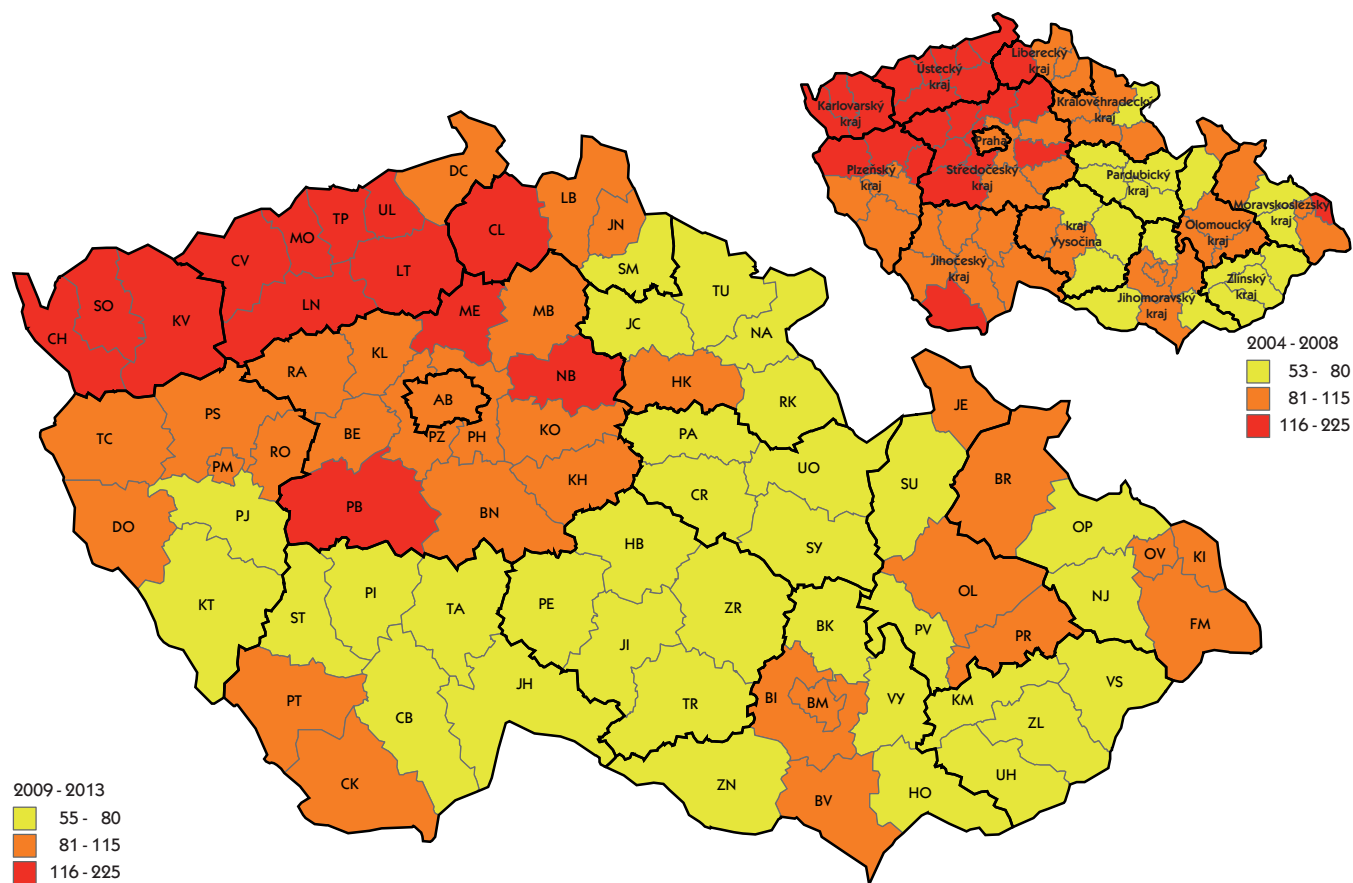 Liberecký
kraj
Ústecký
kraj
Karlovarský
kraj
Královéhradecký
kraj
Praha
Plzeňský
kraj
Středočeský
kraj
Pardubický
kraj
Moravskoslezský
kraj
kraj
Vysočina
Olomoucký
kraj
Jihočeský
kraj
Zlínský
kraj
Jihomoravský
kraj
2004 - 2008
53 - 80
81 - 115
116 - 225
DC
LB
JN
TP
UL
CL
MO
CV
LT
SM
TU
SO
KV
LN
ME
MB
JC
NA
CH
RA
KL
NB
HK
AB
RK
PS
TC
BE
PZ
PH
KO
PA
JE
PM
RO
KH
UO
SU
BR
PB
BN
CR
DO
PJ
OP
HB
SY
OV
KI
KT
ST
PI
TA
PE
ZR
OL
NJ
BK
PV
PR
FM
JI
JH
PT
CB
TR
BI
BM
VY
KM
VS
ZL
CK
ZN
BV
HO
UH
2009 - 2013
55 - 80
81 - 115
116 - 225